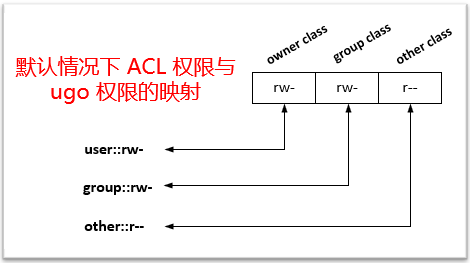 默认情况下 ACL 权限与
ugo 权限的映射
owner class
group class
other class
rw-
rw-
r--
user::rw-
group::rw-
other::r--